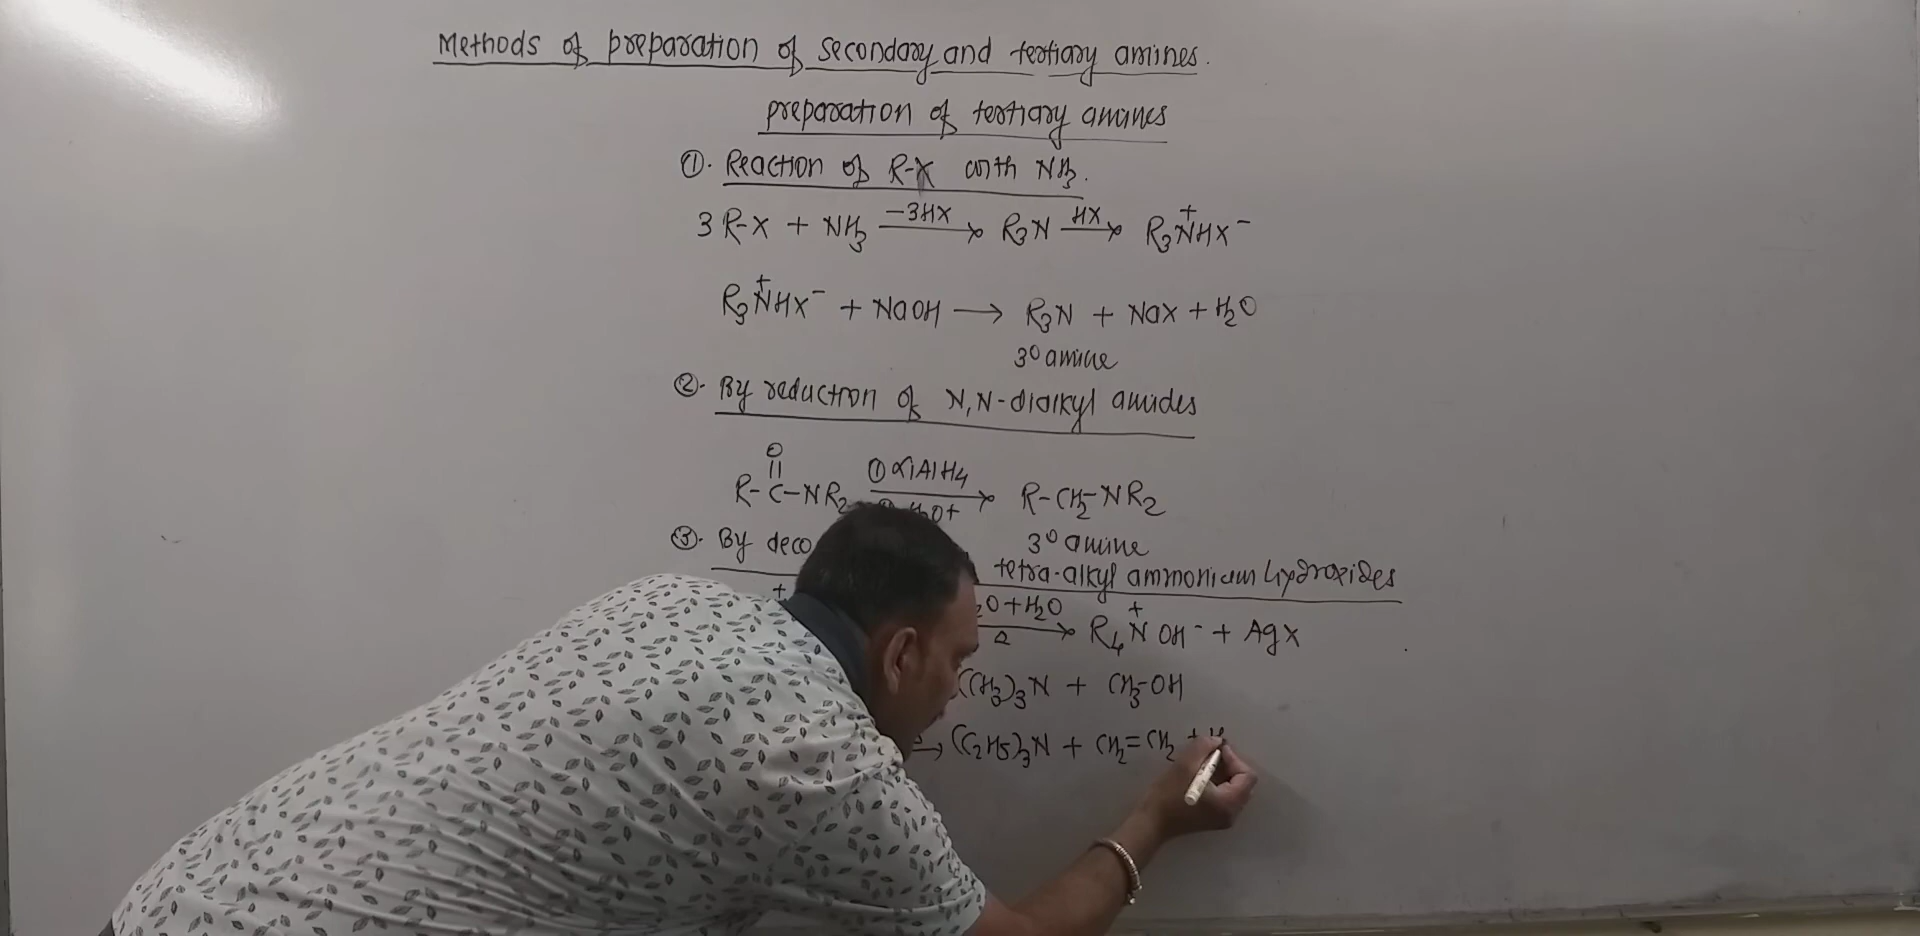 Methods of preparation of secondary and tertiary amines.
preparation of tertiary amines
①. Reaction of R-X with NH₃.
3 R-X + NH₃ –3HX→ R₃N HX→ R₃N⁺HX⁻
R₃N⁺HX⁻ + NaOH → R₃N + NaX + H₂O
3⁰ amine
②. By reduction of N,N-dialkyl amides
O
||
R-C-NR₂ ① LiAlH₄ → R-CH₂-NR₂
3⁰ amine
③. By tetra-alkyl ammonium hydroxides
+
O+H₂O Δ → R₄N⁺OH⁻ + AgX
(CH₃)₃N + CH₃-OH
→ (C₂H₅)₃N + CH₂=CH₂ +